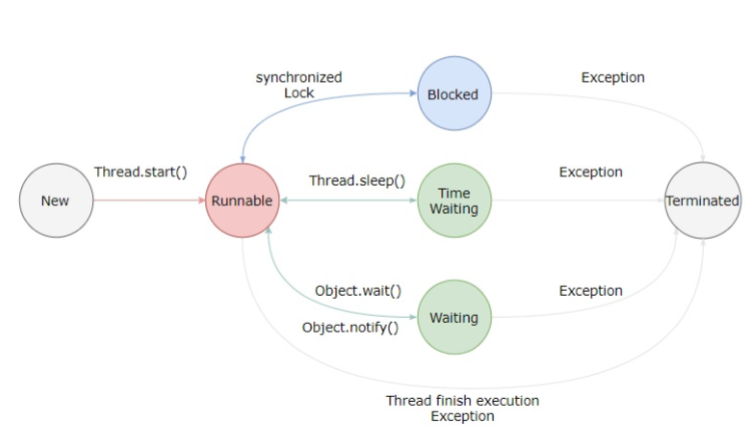 synchronized
Lock
Blocked
Exception
Thread.start()
New
Runnable
Thread.sleep()
Time
Waiting
Exception
Terminated
Object.wait()
Object.notify()
Waiting
Exception
Thread finish execution
Exception